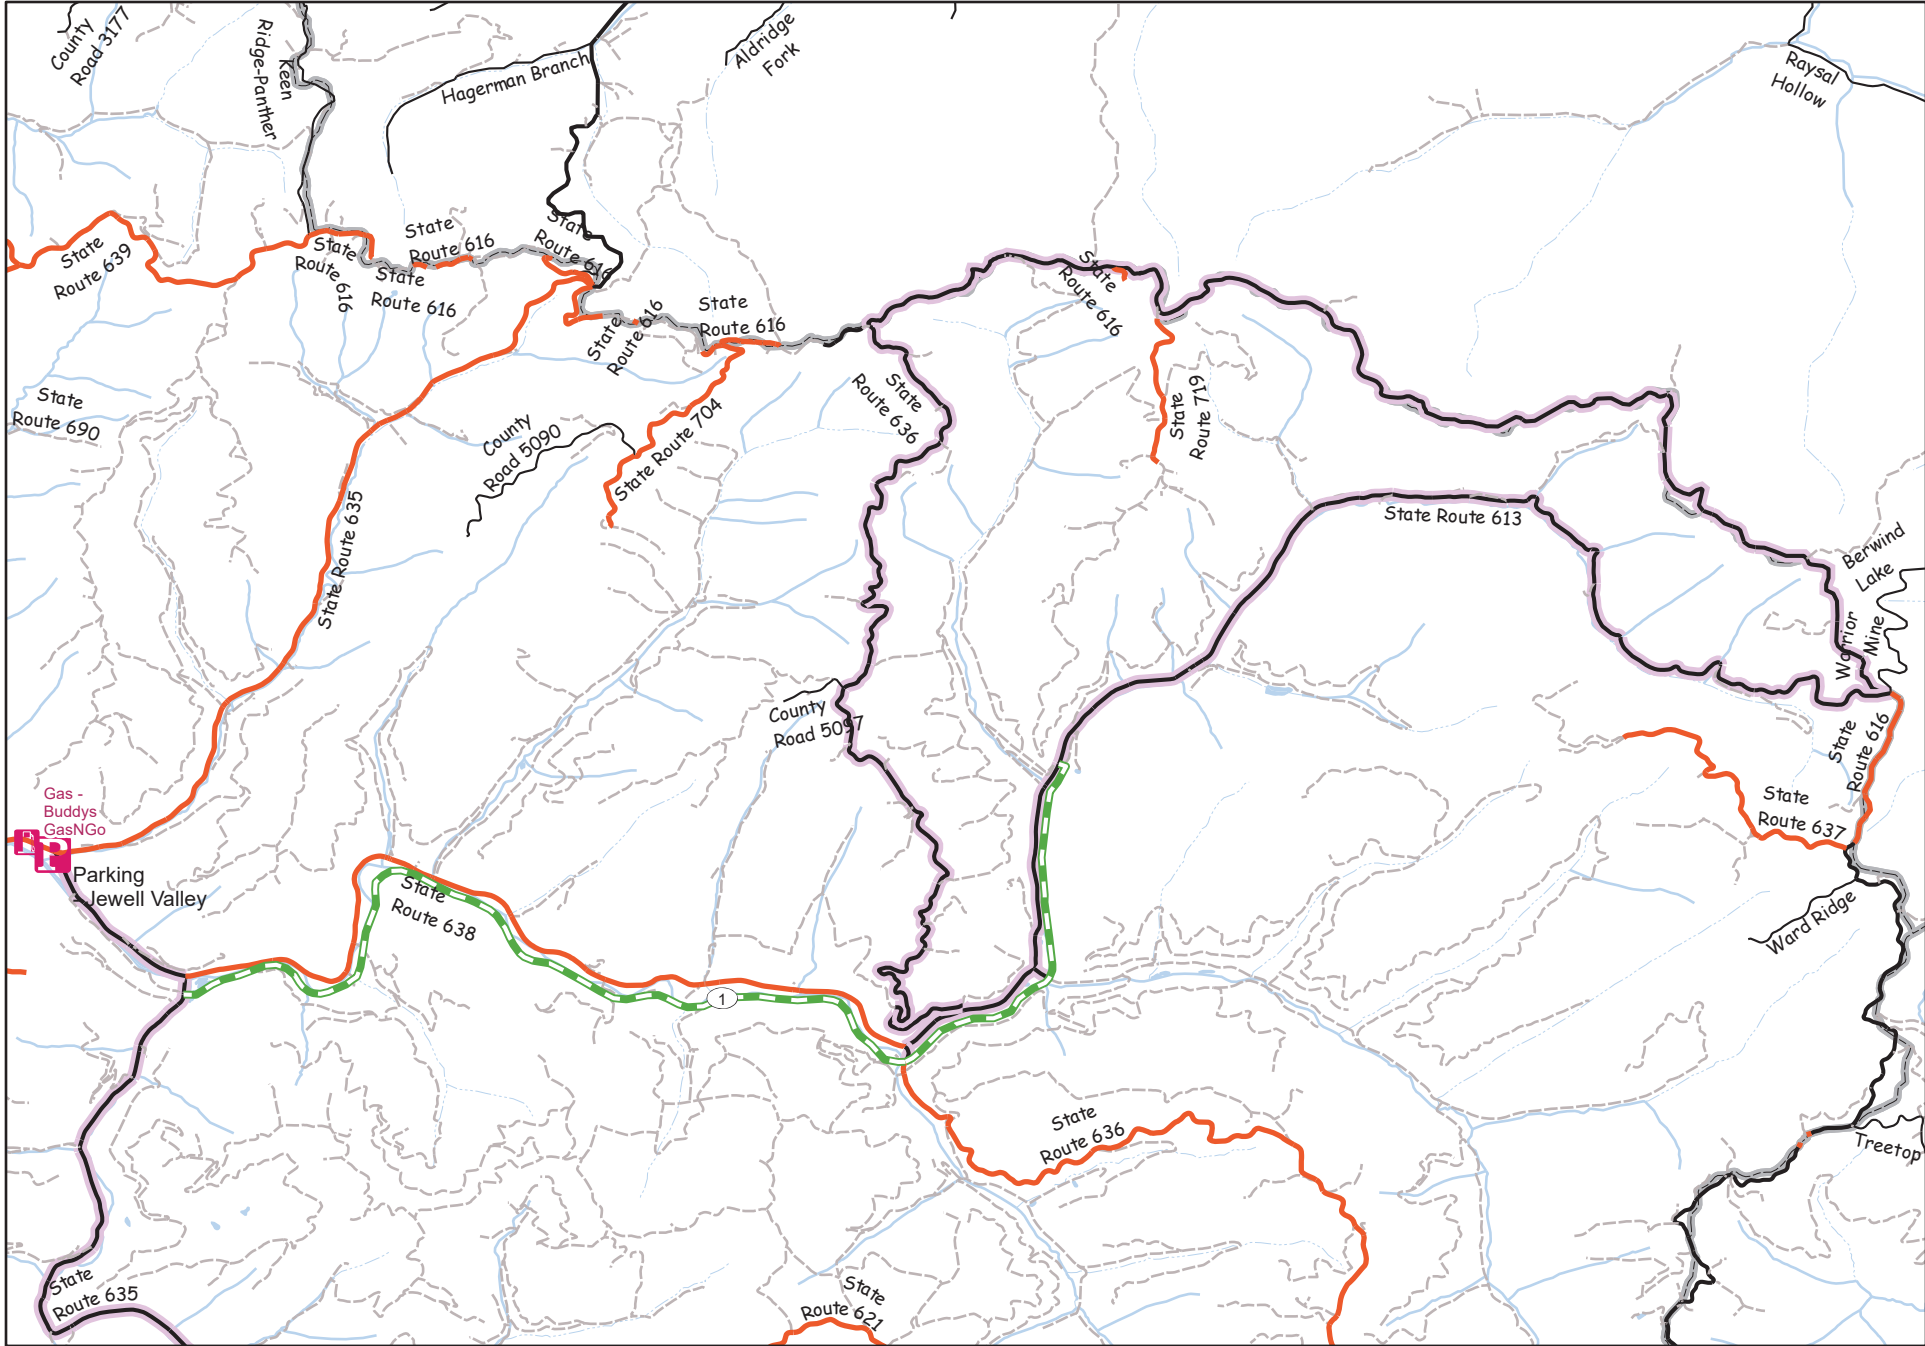 County
Road 3177
Keen
Ridge-Panther
Hagerman Branch
Aldridge
Fork
Raysal
Hollow
State
Route 639
State
Route 616
State
Route 616
State
Route 616
State
Route 616
State
Route 616
State
Route 616
State
Route 616
State
Route 690
County
Road 5090
State Route 704
State
Route 636
State
Route 719
State Route 613
State Route 635
Berwind
Lake
Warrior
Mine
County
Road 5097
State
Route 616
State
Route 637
Gas -
Buddys
GasNGo
P
Parking
- Jewell Valley
State
Route 638
1
Ward Ridge
State
Route 636
Treetop
State
Route 635
State
Route 621